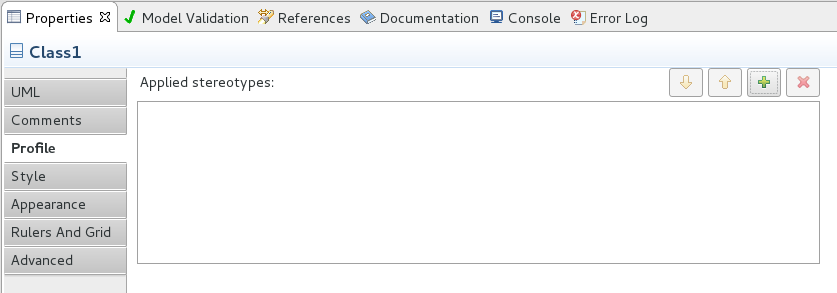 Properties Model Validation References Documentation Console Error Log
Class1
Applied stereotypes:
UML
Comments
Profile
Style
Appearance
Rulers And Grid
Advanced